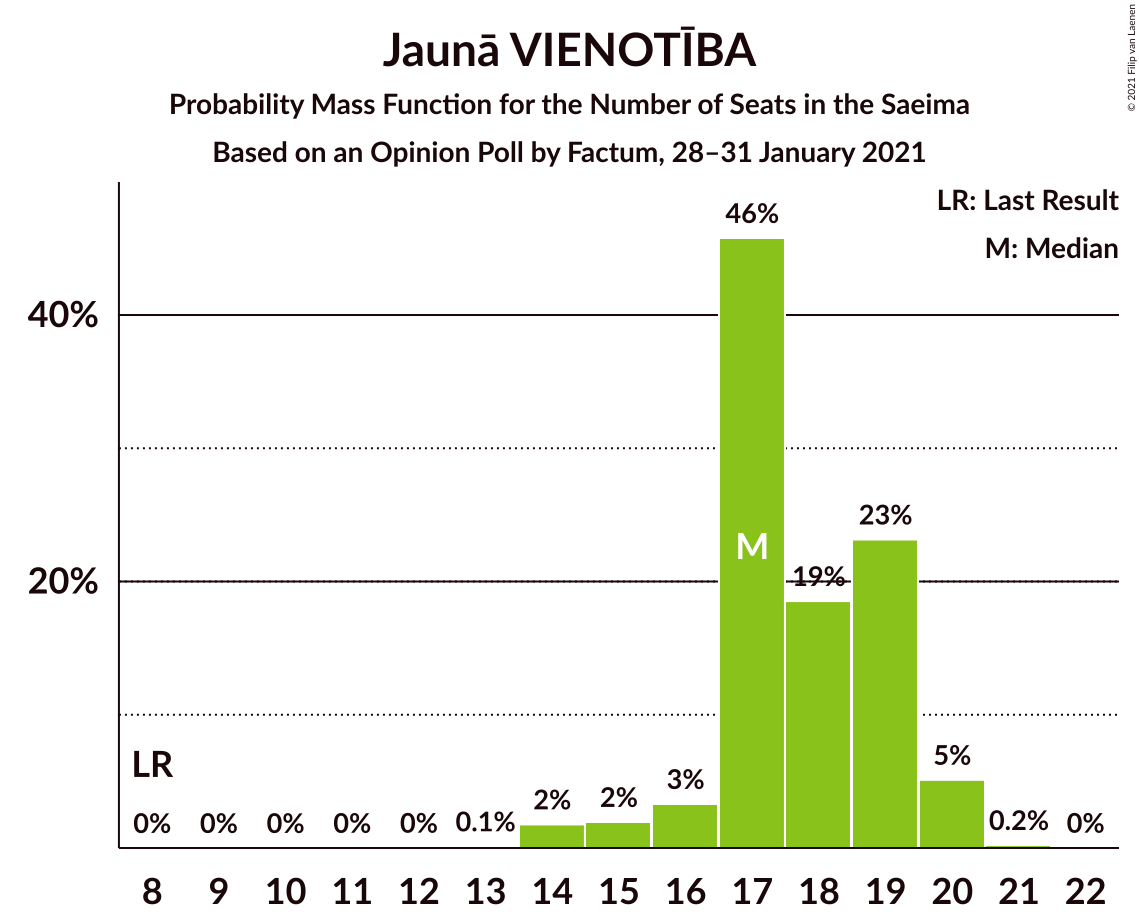 Jaunā VIENOTĪBA
Probability Mass Function for the Number of Seats in the Saeima
Based on an Opinion Poll by Factum, 28–31 January 2021
© 2021 Filip van Laenen
LR: Last Result
M: Median
40%
20%
46%
M
19%
23%
LR
0%
0%
0%
0%
0%
0.1%
2%
2%
3%
5%
0.2%
0%
8 9 10 11 12 13 14 15 16 17 18 19 20 21 22